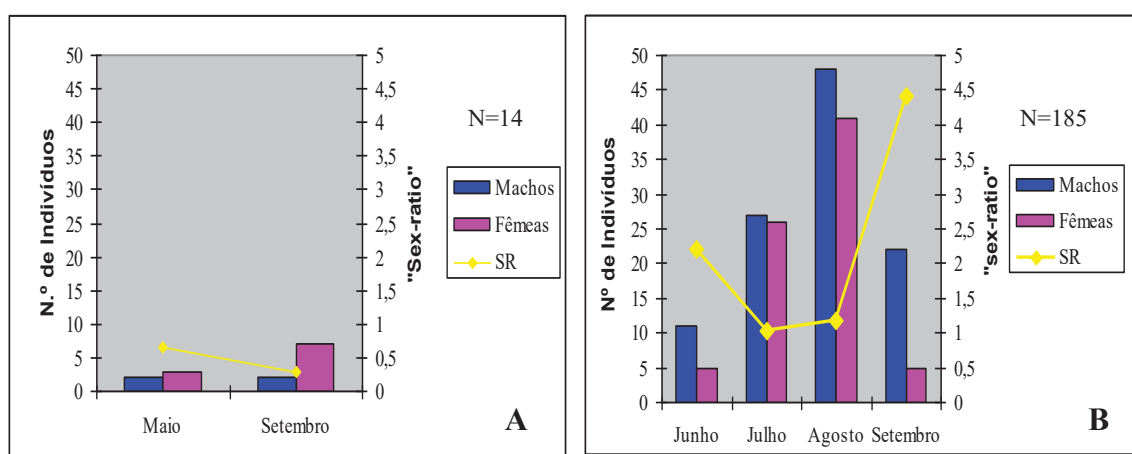 50
45
40
35
30
25
20
15
10
5
0
N.º de Indivíduos
5
4,5
4
3,5
3
2,5
2
1,5
1
0,5
0
"Sex-ratio"
N=14
Machos
Fêmeas
SR
Maio
Setembro
A
50
45
40
35
30
25
20
15
10
5
0
Nº de Indivíduos
5
4,5
4
3,5
3
2,5
2
1,5
1
0,5
0
"sex-ratio"
N=185
Machos
Fêmeas
SR
Junho
Julho
Agosto
Setembro
B